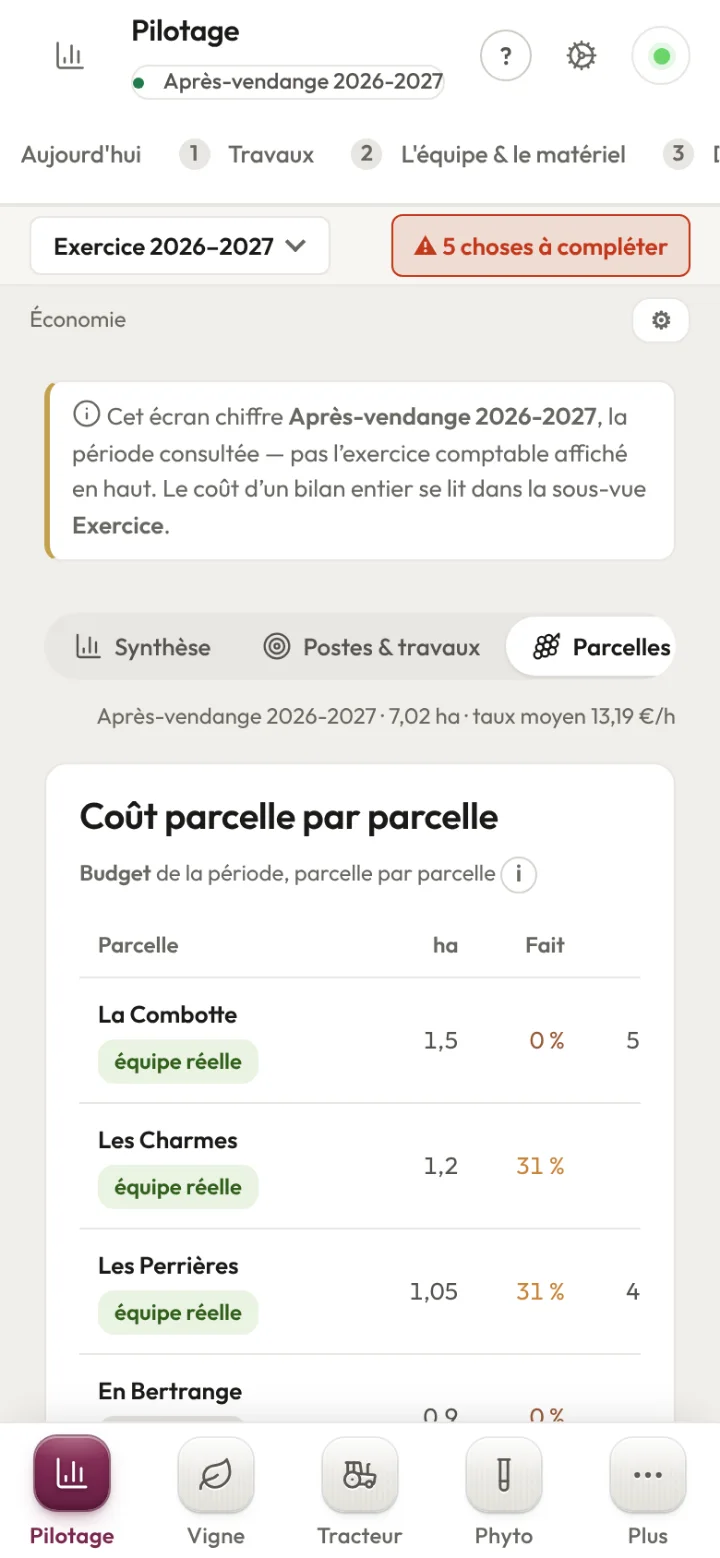 Pilotage
Après-vendange 2026-2027
?
Aujourd'hui 1 Travaux 2 L'équipe & le matériel 3
Exercice 2026–2027
5 choses à compléter
Économie
Cet écran chiffre Après-vendange 2026-2027, la
période consultée — pas l’exercice comptable affiché
en haut. Le coût d’un bilan entier se lit dans la sous-vue
Exercice.
Synthèse Postes & travaux Parcelles
Après-vendange 2026-2027 · 7,02 ha · taux moyen 13,19 €/h
Coût parcelle par parcelle
Budget de la période, parcelle par parcelle i
Parcelle ha Fait
La Combotte
équipe réelle
1,5 0 % 5
Les Charmes
équipe réelle
1,2 31 %
Les Perrières
équipe réelle
1,05 31 % 4
En Bertrange
0,9 0 %
Pilotage Vigne Tracteur Phyto Plus